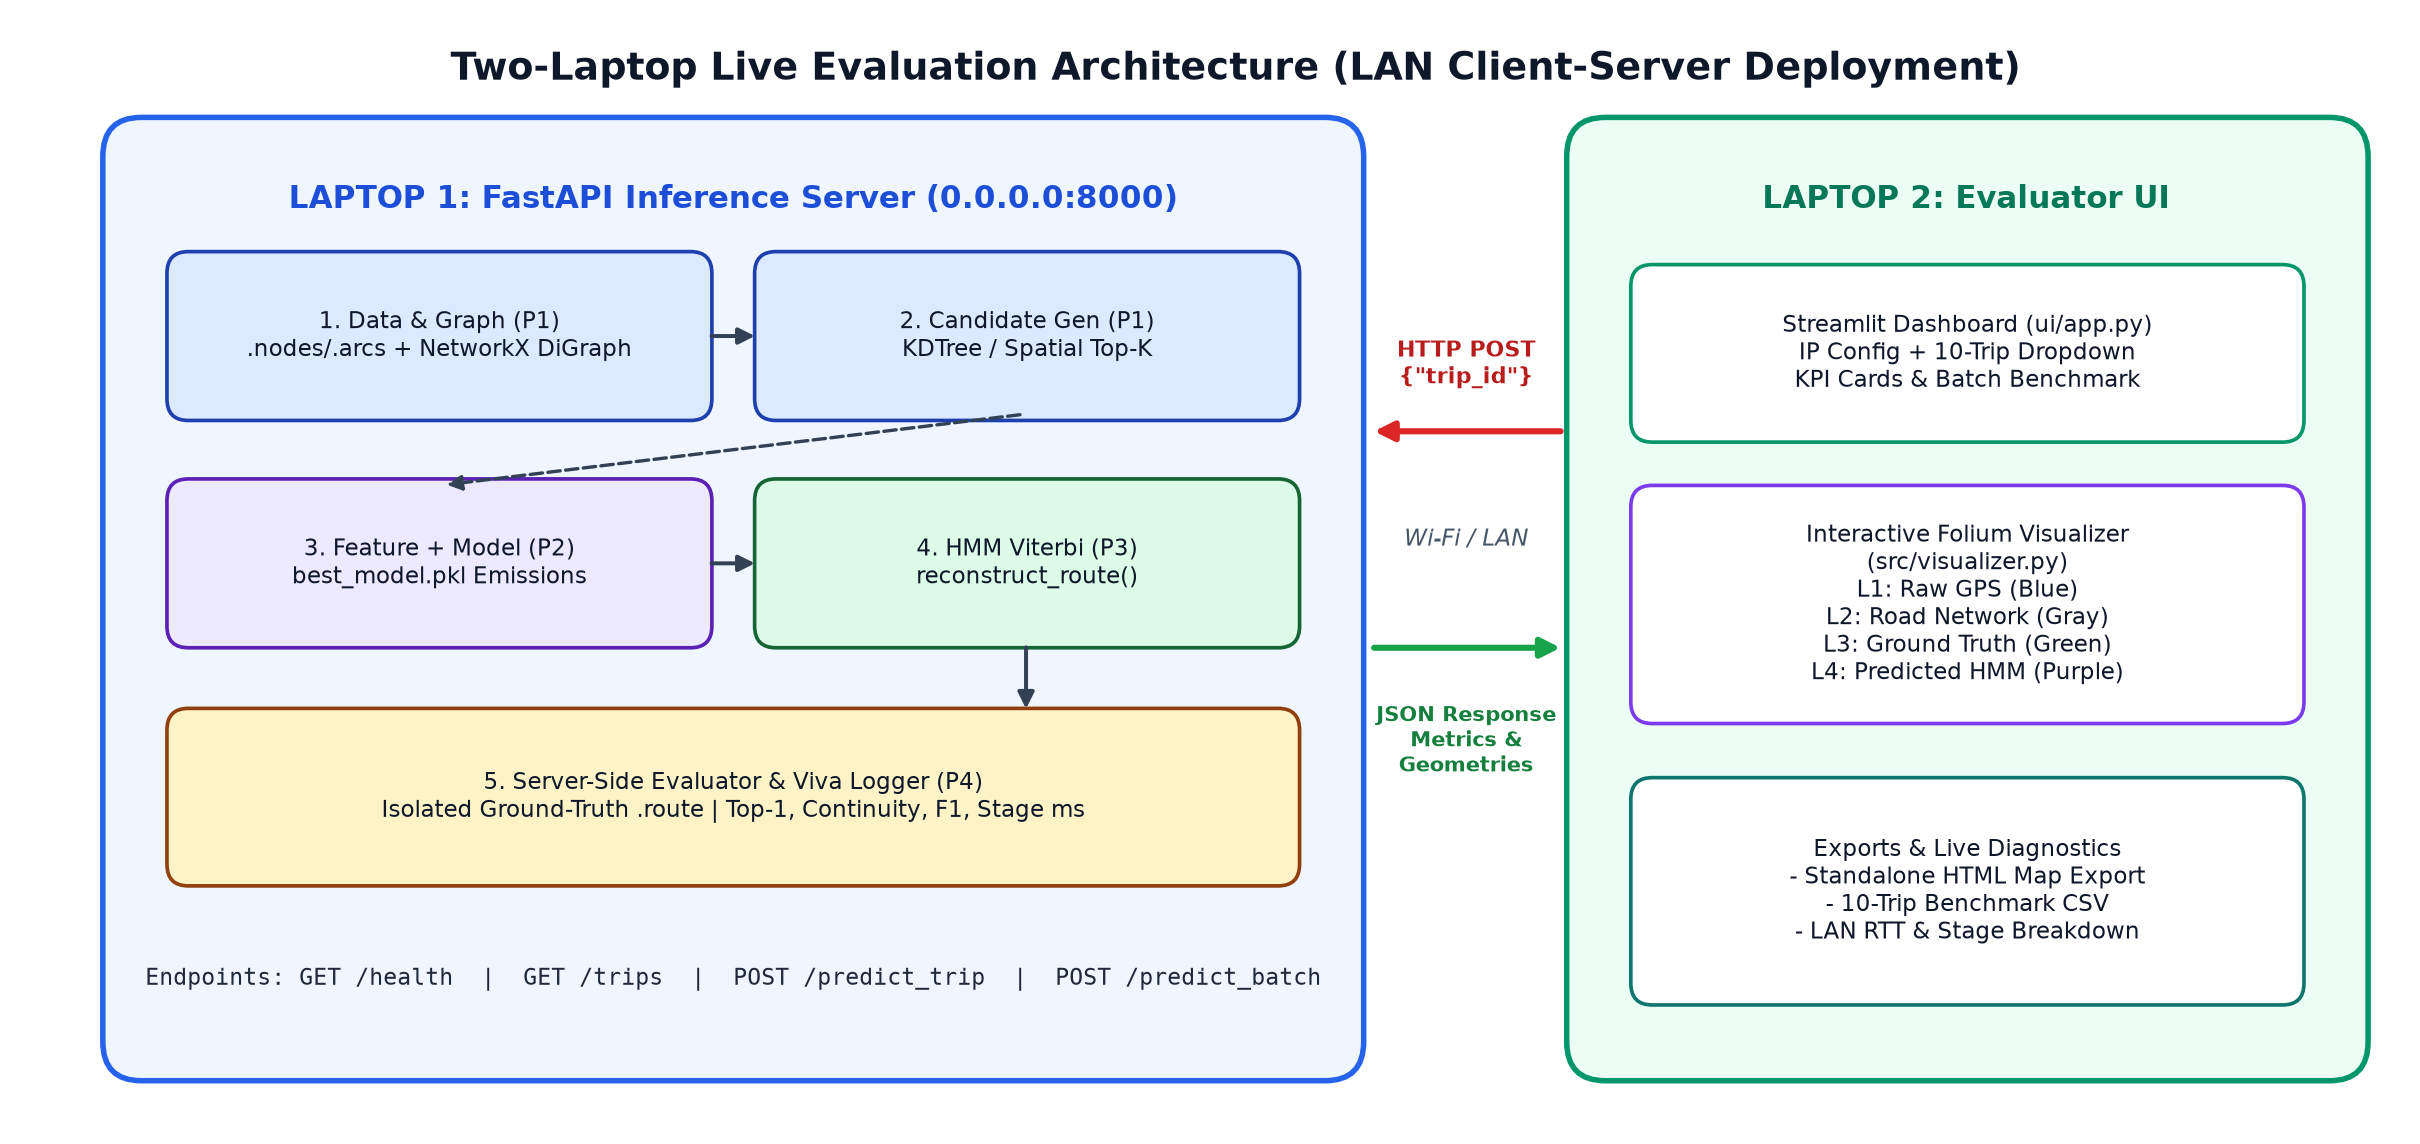 Two-Laptop Live Evaluation Architecture (LAN Client-Server Deployment)
LAPTOP 1: FastAPI Inference Server (0.0.0.0:8000)
1. Data & Graph (P1)
.nodes/.arcs + NetworkX DiGraph
2. Candidate Gen (P1)
KDTree / Spatial Top-K
3. Feature + Model (P2)
best_model.pkl Emissions
4. HMM Viterbi (P3)
reconstruct_route()
5. Server-Side Evaluator & Viva Logger (P4)
Isolated Ground-Truth .route | Top-1, Continuity, F1, Stage ms
Endpoints: GET /health  |  GET /trips  |  POST /predict_trip  |  POST /predict_batch
HTTP POST
{"trip_id"}
Wi-Fi / LAN
JSON Response
Metrics &
Geometries
LAPTOP 2: Evaluator UI
Streamlit Dashboard (ui/app.py)
IP Config + 10-Trip Dropdown
KPI Cards & Batch Benchmark
Interactive Folium Visualizer
(src/visualizer.py)
L1: Raw GPS (Blue)
L2: Road Network (Gray)
L3: Ground Truth (Green)
L4: Predicted HMM (Purple)
Exports & Live Diagnostics
- Standalone HTML Map Export
- 10-Trip Benchmark CSV
- LAN RTT & Stage Breakdown